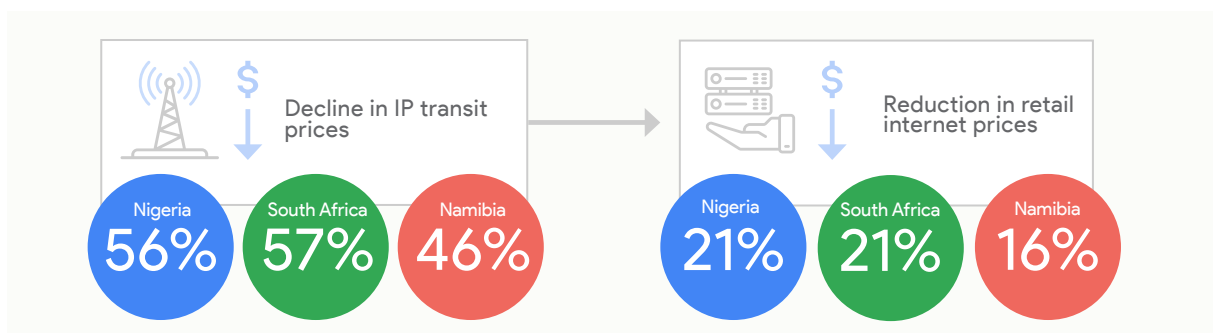 $
Decline in IP transit
prices
Nigeria
56%
South Africa
57%
Namibia
46%
$
Reduction in retail
internet prices
Nigeria
21%
South Africa
21%
Namibia
16%